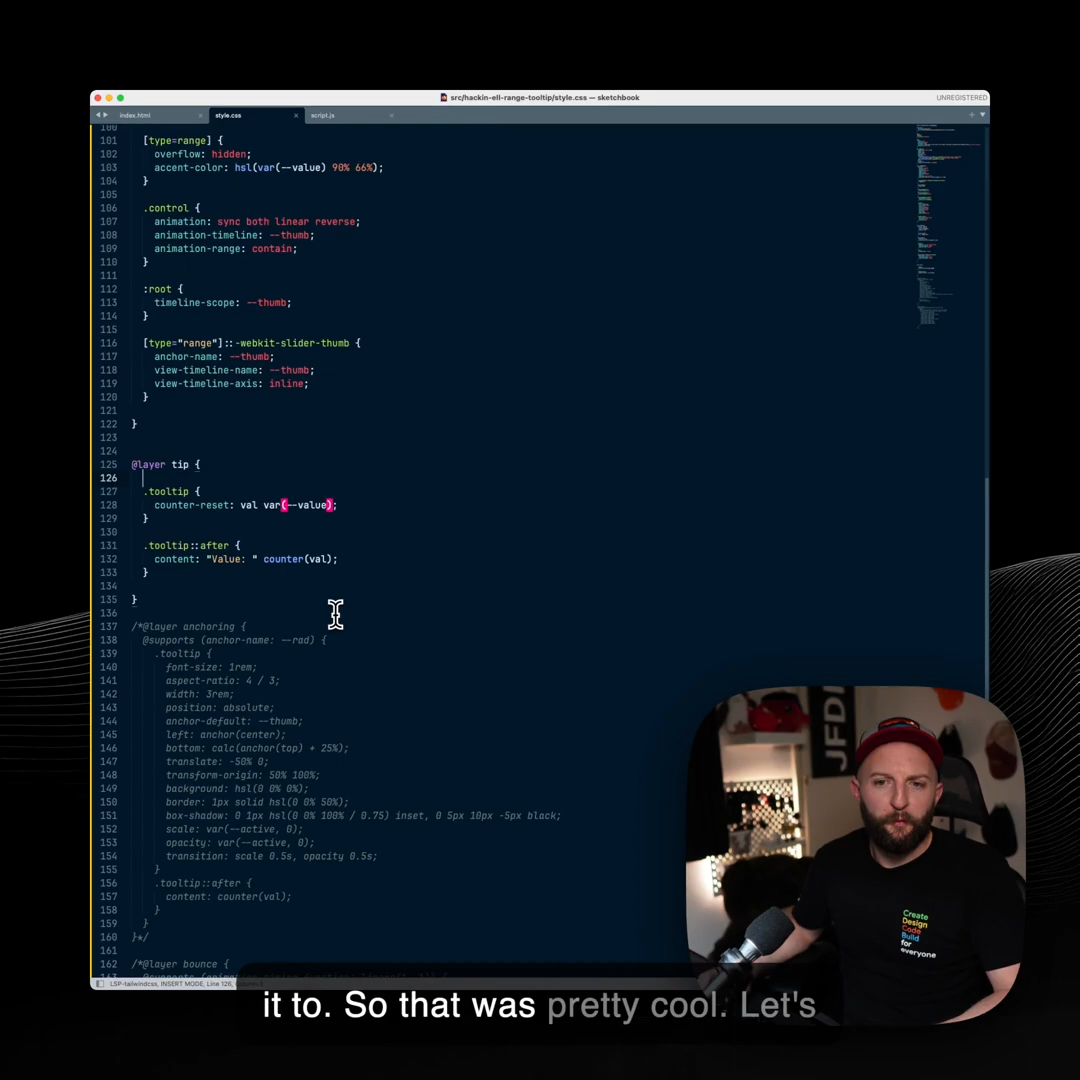 src/hackin-ell-range-tooltip/style.css — sketchbook
UNREGISTERED
index.html
style.css
script.js
100
101 [type=range] {
102 overflow: hidden;
103 accent-color: hsl(var(--value) 90% 66%);
104 }
105
106 .control {
107 animation: sync both linear reverse;
108 animation-timeline: --thumb;
109 animation-range: contain;
110 }
111
112 :root {
113 timeline-scope: --thumb;
114 }
115
116 [type="range"]::-webkit-slider-thumb {
117 anchor-name: --thumb;
118 view-timeline-name: --thumb;
119 view-timeline-axis: inline;
120 }
121
122 }
123
124
125 @layer tip {
126
127 .tooltip {
128 counter-reset: val var(--value);
129 }
130
131 .tooltip::after {
132 content: "Value: " counter(val);
133 }
134
135 }
136
137 /*@layer anchoring {
138 @supports (anchor-name: --rad) {
139 .tooltip {
140 font-size: 1rem;
141 aspect-ratio: 4 / 3;
142 width: 3rem;
143 position: absolute;
144 anchor-default: --thumb;
145 left: anchor(center);
146 bottom: calc(anchor(top) + 25%);
147 translate: -50% 0;
148 transform-origin: 50% 100%;
149 background: hsl(0 0% 0%);
150 border: 1px solid hsl(0 0% 50%);
151 box-shadow: 0 1px hsl(0 0% 100% / 0.75) inset, 0 5px 10px -5px black;
152 scale: var(--active, 0);
153 opacity: var(--active, 0);
154 transition: scale 0.5s, opacity 0.5s;
155 }
156 .tooltip::after {
157 content: counter(val);
158 }
159 }
160 }*/
161
162 /*@layer bounce {
LSP-tailwindcss, INSERT MODE, Line 126,
JFDI
Create
Design
Code
Build
for
everyone
it to. So that was pretty cool. Let's